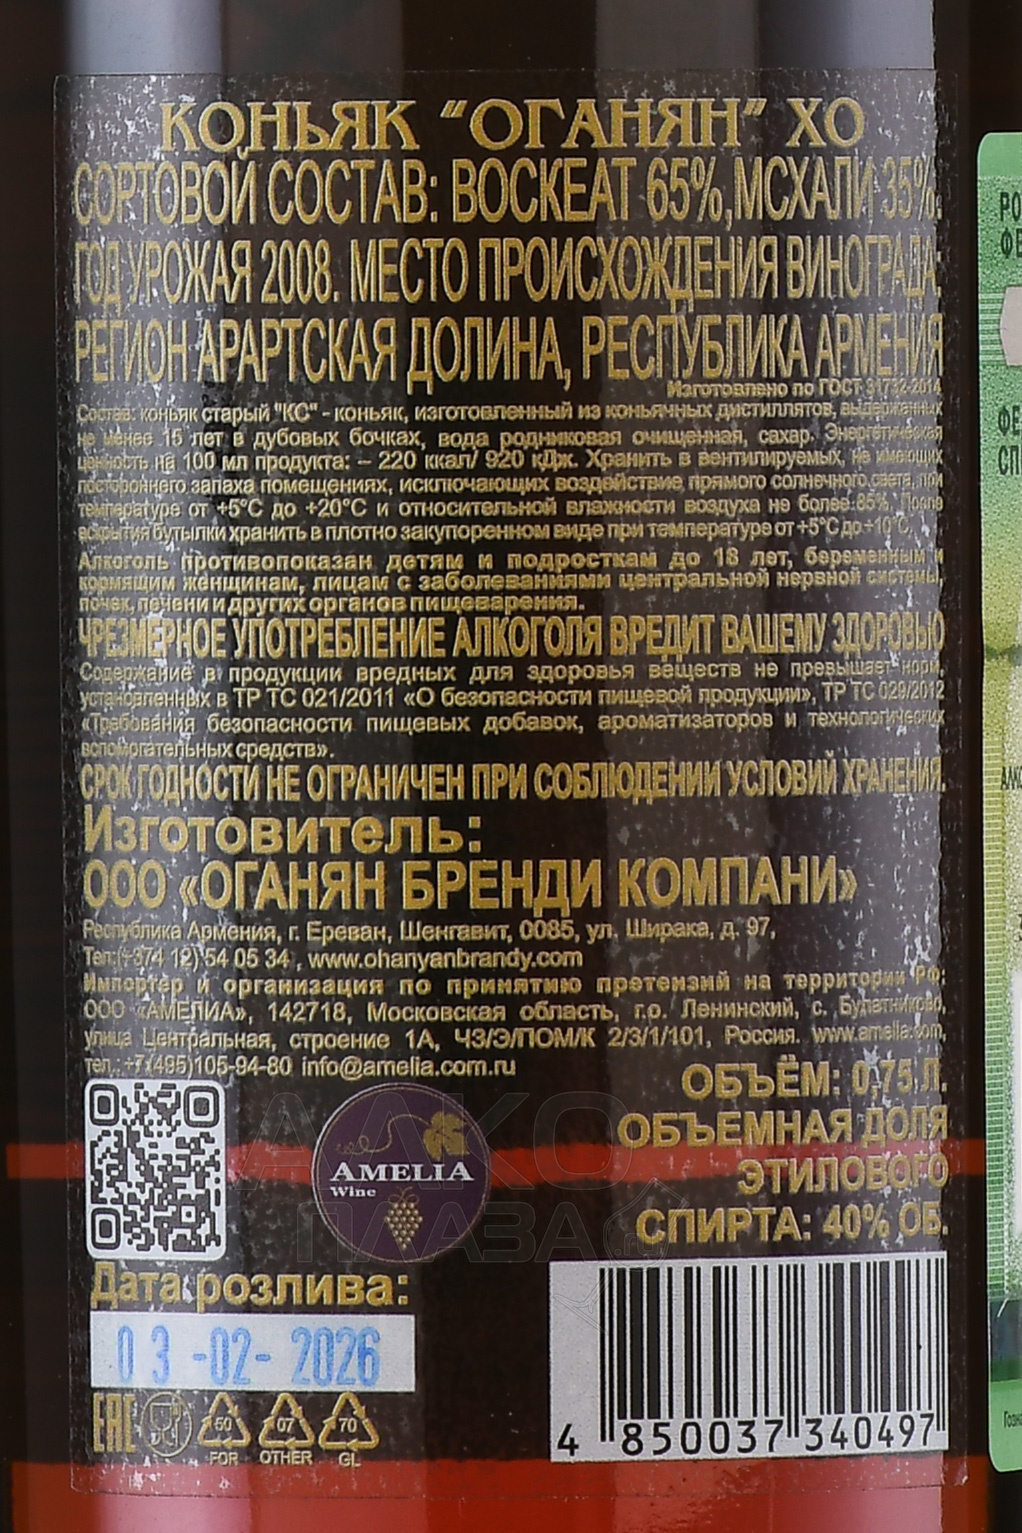 КОНЬЯК "ОГАНЯН" ХО
СОРТОВОЙ СОСТАВ: ВОСКЕАТ 65%, МСХАЛИ 35%.
ГОД УРОЖАЯ 2008. МЕСТО ПРОИСХОЖДЕНИЯ ВИНОГРАДА:
РЕГИОН АРАРТСКАЯ ДОЛИНА, РЕСПУБЛИКА АРМЕНИЯ
Изготовлено по ГОСТ 31732-2014
Состав: коньяк старый "КС" - коньяк, изготовленный из коньячных дистиллятов, выдержанных
не менее 15 лет в дубовых бочках, вода родниковая очищенная, сахар. Энергетическая
ценность на 100 мл продукта: – 220 ккал/ 920 кДж. Хранить в вентилируемых, не имеющих
постороннего запаха помещениях, исключающих воздействие прямого солнечного света, при
температуре от +5°С до +20°С и относительной влажности воздуха не более 85%. После
вскрытия бутылки хранить в плотно закупоренном виде при температуре от +5°С до +10°С.
Алкоголь противопоказан детям и подросткам до 18 лет, беременным и
кормящим женщинам, лицам с заболеваниями центральной нервной системы,
почек, печени и других органов пищеварения.
ЧРЕЗМЕРНОЕ УПОТРЕБЛЕНИЕ АЛКОГОЛЯ ВРЕДИТ ВАШЕМУ ЗДОРОВЬЮ
Содержание в продукции вредных для здоровья веществ не превышает норм,
установленных в ТР ТС 021/2011 «О безопасности пищевой продукции», ТР ТС 029/2012
«Требования безопасности пищевых добавок, ароматизаторов и технологических
вспомогательных средств».
СРОК ГОДНОСТИ НЕ ОГРАНИЧЕН ПРИ СОБЛЮДЕНИИ УСЛОВИЙ ХРАНЕНИЯ.
Изготовитель:
ООО «ОГАНЯН БРЕНДИ КОМПАНИ»
Республика Армения, г. Ереван, Шенгавит, 0085, ул. Ширака, д. 97,
Тел:(+374 12) 54 05 34 , www.ohanyanbrandy.com
Импортер и организация по принятию претензий на территории РФ:
ООО «АМЕЛИА», 142718, Московская область, г.о. Ленинский, с. Булатниково,
улица Центральная, строение 1А, ЧЗ/Э/ПОМ/К 2/3/1/101, Россия. www.amelia.com,
тел.: +7(495)105-94-80 info@amelia.com.ru
ОБЪЁМ: 0,75 Л.
ОБЪЕМНАЯ ДОЛЯ
ЭТИЛОВОГО
СПИРТА: 40% ОБ.
AMELIA
Wine
АЛКО
ПЛАЗА
Дата розлива:
03 -02- 2026
EAC
50
FOR
07
OTHER
70
GL
4 850037 340497
РО
ФЕ
ФЕ
СП